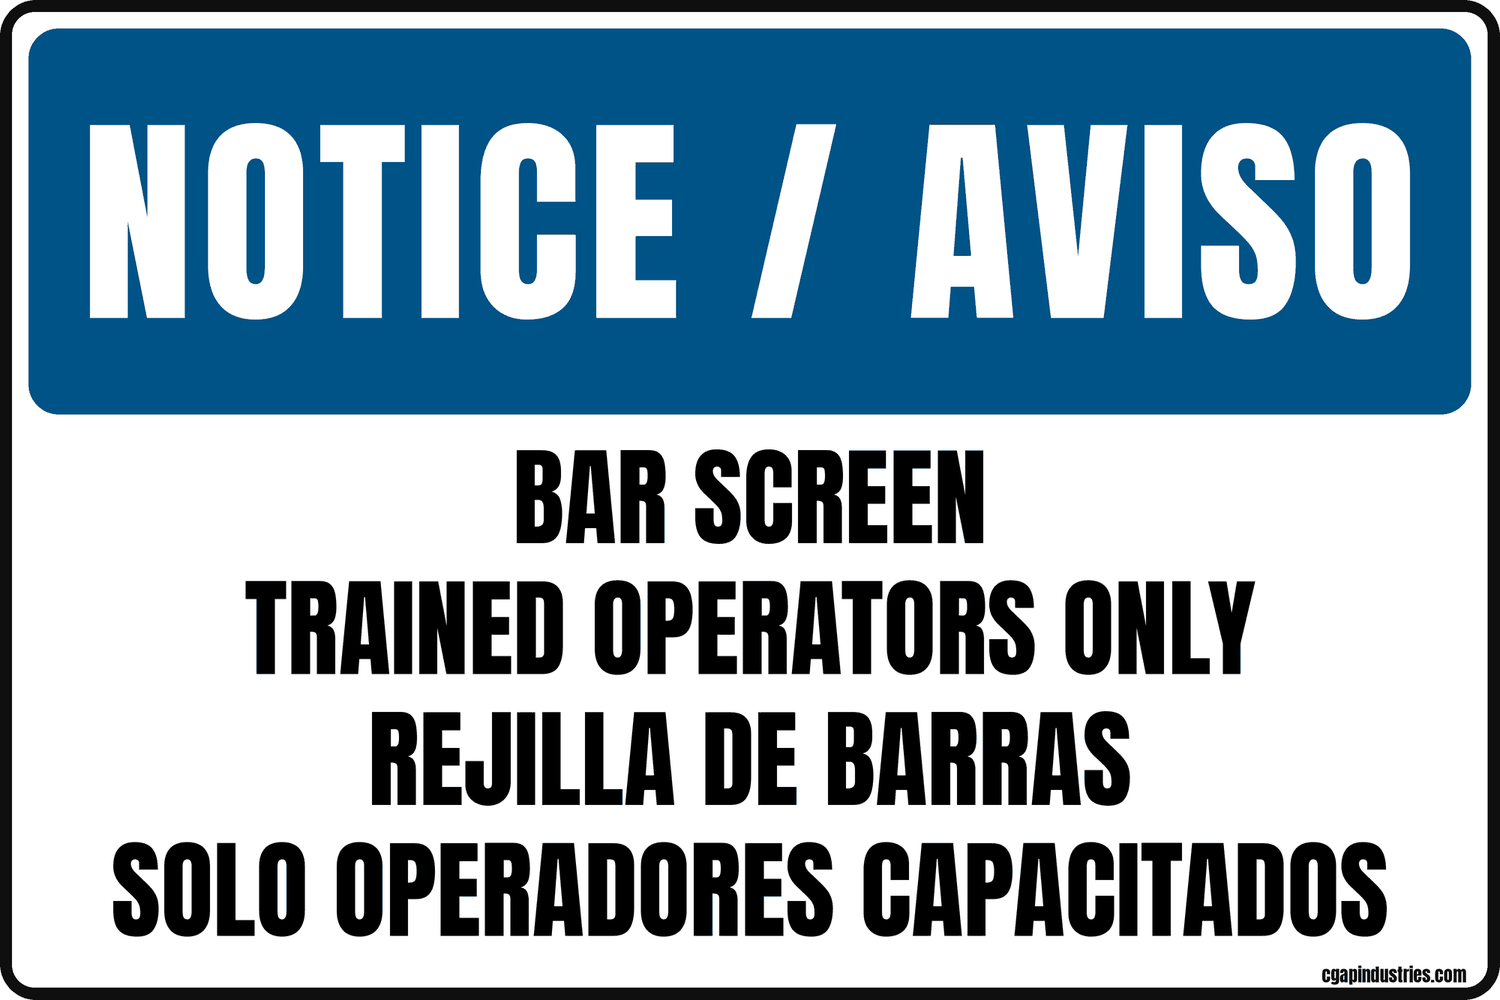 NOTICE / AVISO
BAR SCREEN
TRAINED OPERATORS ONLY
REJILLA DE BARRAS
SOLO OPERADORES CAPACITADOS
cgapindustries.com